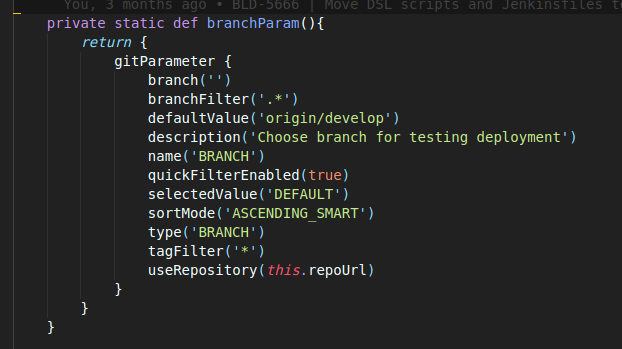 You, 3 months ago • BLD-5666 | Move DSL scripts and Jenkinsfiles
private static def branchParam(){
return {
gitParameter {
branch('')
branchFilter('.*')
defaultValue('origin/develop')
description('Choose branch for testing deployment')
name('BRANCH')
quickFilterEnabled(true)
selectedValue('DEFAULT')
sortMode('ASCENDING_SMART')
type('BRANCH')
tagFilter('*')
useRepository(this.repoUrl)
}
}
}